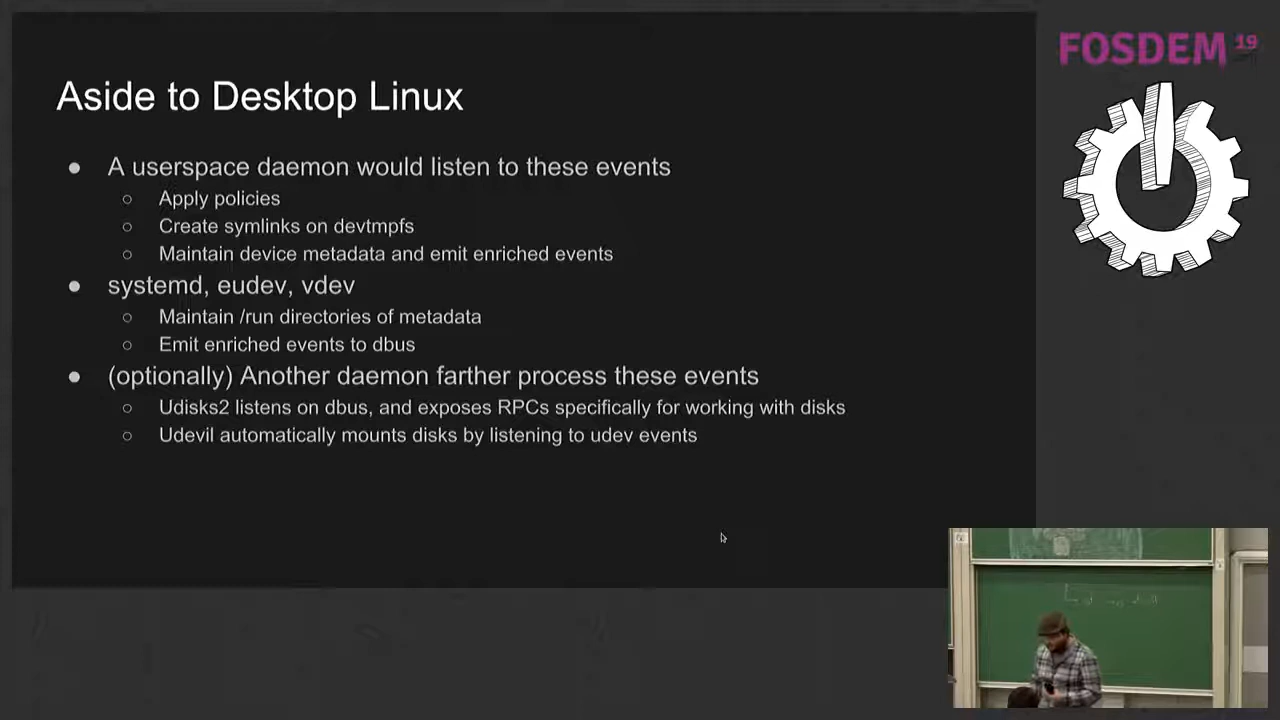 Aside to Desktop Linux
A userspace daemon would listen to these events
Apply policies
Create symlinks on devtmpfs
Maintain device metadata and emit enriched events
systemd, eudev, vdev
Maintain /run directories of metadata
Emit enriched events to dbus
(optionally) Another daemon farther process these events
Udisks2 listens on dbus, and exposes RPCs specifically for working with disks
Udevil automatically mounts disks by listening to udev events
FOSDEM 19